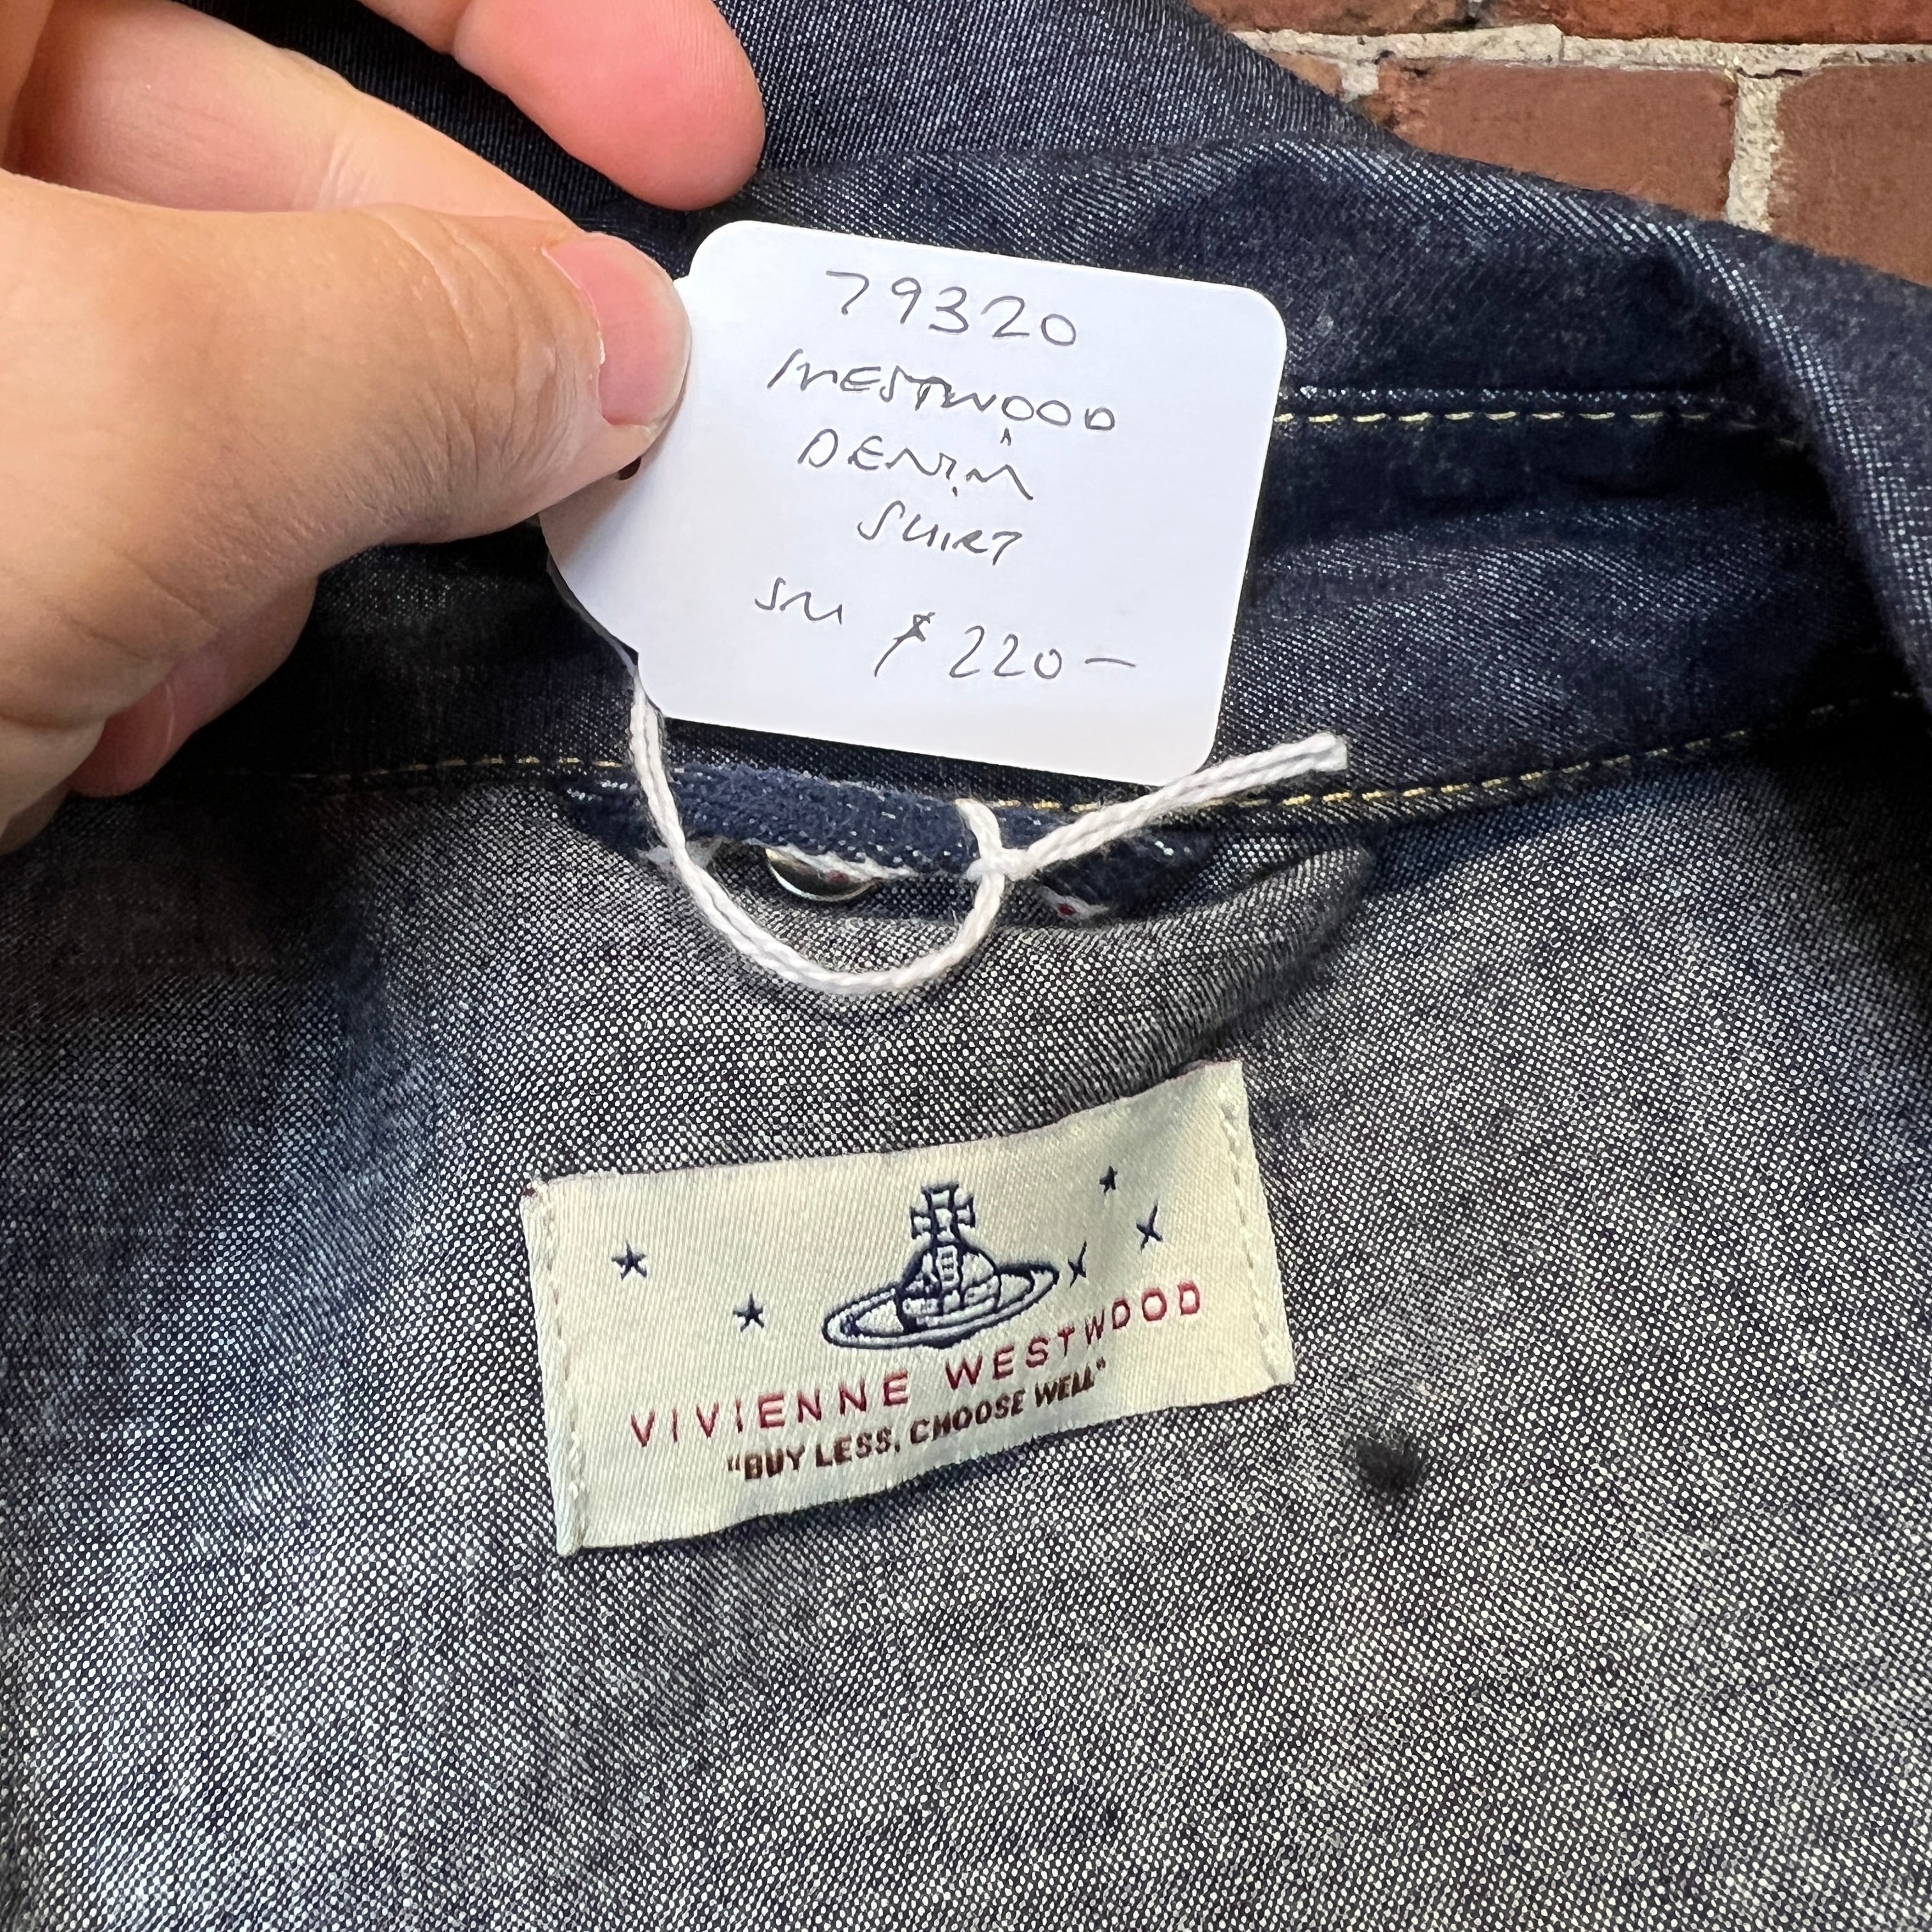 79320
WESTWOOD
DENIM
SHIRT
SM $220-
VIVIENNE WESTWOOD
"BUY LESS, CHOOSE WELL"